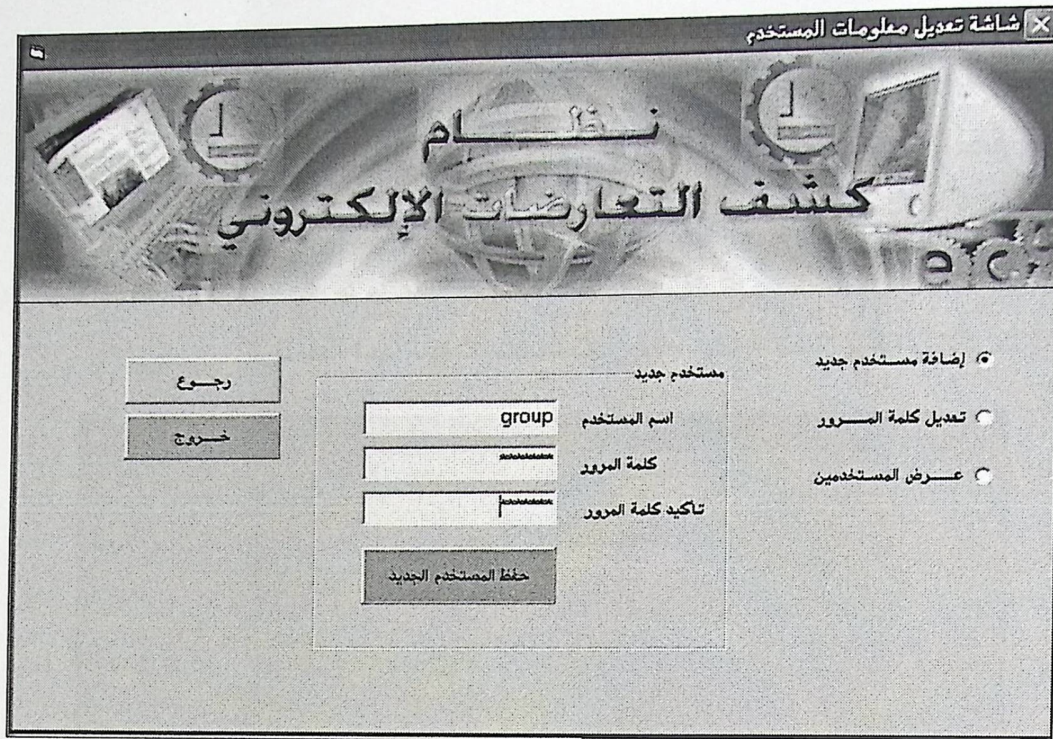 شاشة تعديل معلومات المستخدم
نظام
كشف التعارضات الإلكتروني
إضافة مستخدم جديد
تعديل كلمة المرور
عرض المستخدمين
مستخدم جديد
اسم المستخدم group
كلمة المرور ********
تاكيد كلمة المرور ********
حفظ المستخدم الجديد
رجوع
خروج